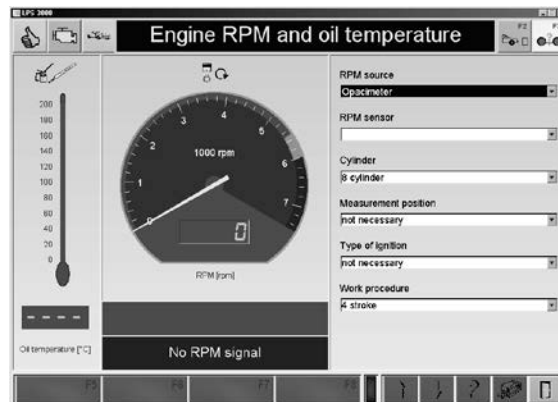 LPS 3000
Engine RPM and oil temperature
F2
200
180
160
140
120
100
80
60
40
20
0
- - - -
Oil temperature [°C]
1000 rpm
0
1
2
3
4
5
6
7
0
RPM [rpm]
No RPM signal
RPM source
Opacimeter
RPM sensor
Cylinder
8 cylinder
Measurement position
not necessary
Type of ignition
not necessary
Work procedure
4 stroke
F5
F6
F7
F8